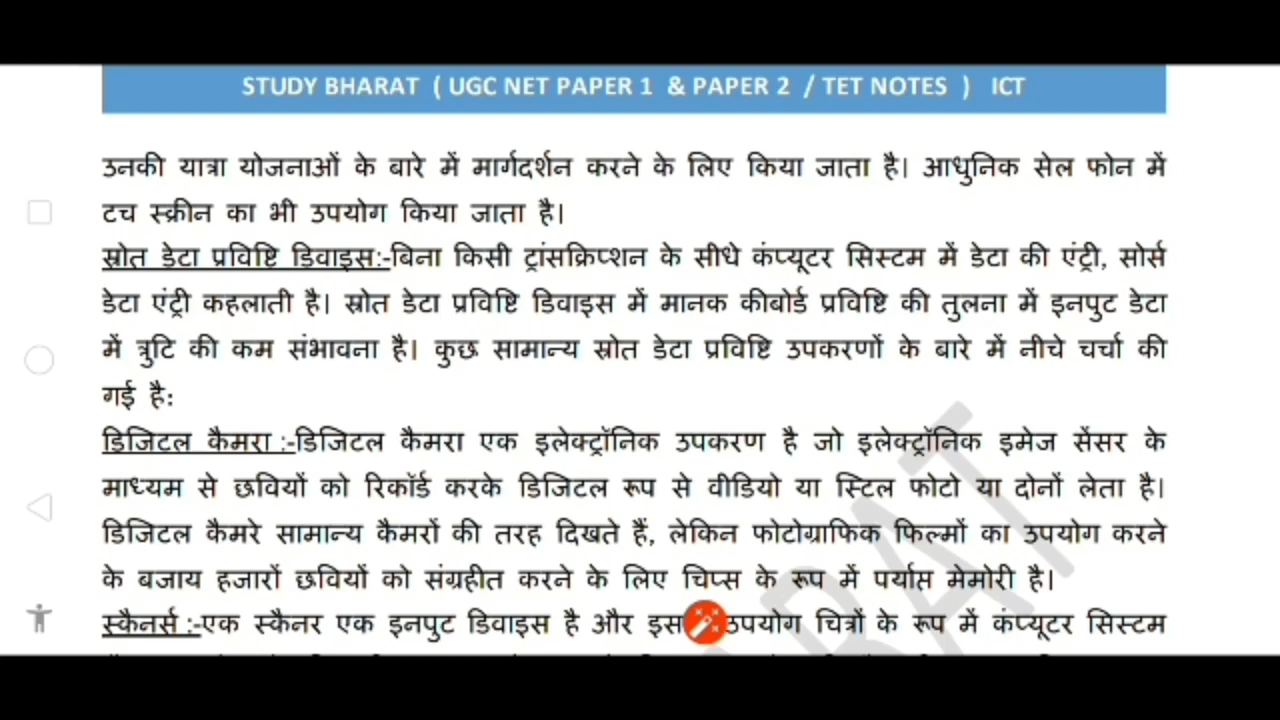 STUDY BHARAT ( UGC NET PAPER 1 & PAPER 2 / TET NOTES ) ICT
उनकी यात्रा योजनाओं के बारे में मार्गदर्शन करने के लिए किया जाता है। आधुनिक सेल फोन में
टच स्क्रीन का भी उपयोग किया जाता है।
स्रोत डेटा प्रविष्टि डिवाइस:-बिना किसी ट्रांसक्रिप्शन के सीधे कंप्यूटर सिस्टम में डेटा की एंट्री, सोर्स
डेटा एंट्री कहलाती है। स्रोत डेटा प्रविष्टि डिवाइस में मानक कीबोर्ड प्रविष्टि की तुलना में इनपुट डेटा
में त्रुटि की कम संभावना है। कुछ सामान्य स्रोत डेटा प्रविष्टि उपकरणों के बारे में नीचे चर्चा की
गई है:
डिजिटल कैमरा :-डिजिटल कैमरा एक इलेक्ट्रॉनिक उपकरण है जो इलेक्ट्रॉनिक इमेज सेंसर के
माध्यम से छवियों को रिकॉर्ड करके डिजिटल रूप से वीडियो या स्टिल फोटो या दोनों लेता है।
डिजिटल कैमरे सामान्य कैमरों की तरह दिखते हैं, लेकिन फोटोग्राफिक फिल्मों का उपयोग करने
के बजाय हजारों छवियों को संग्रहीत करने के लिए चिप्स के रूप में पर्याप्त मेमोरी है।
स्कैनर्स :-एक स्कैनर एक इनपुट डिवाइस है और इस उपयोग चित्रों के रूप में कंप्यूटर सिस्टम